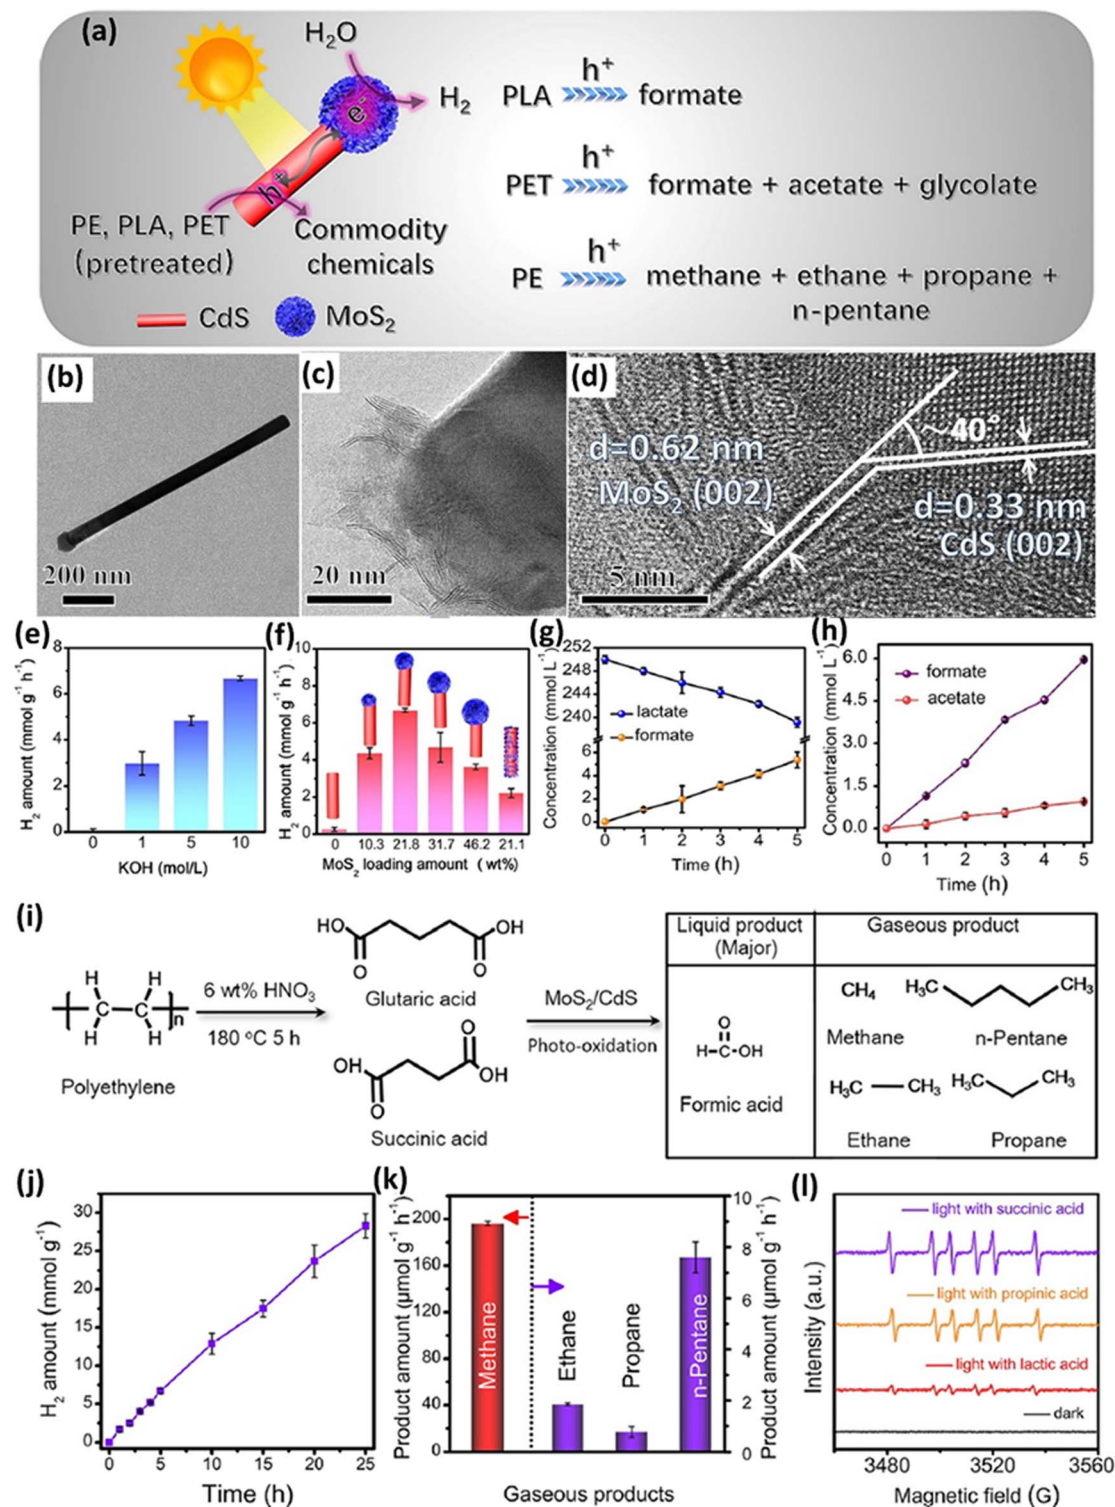 (a)
H₂O
H₂
e⁻
h⁺
PE, PLA, PET
(pretreated)
Commodity
chemicals
CdS
MoS₂
h⁺
PLA
formate
h⁺
PET
formate + acetate + glycolate
h⁺
PE
methane + ethane + propane +
n-pentane
(b)
200 nm
(c)
20 nm
(d)
d=0.62 nm
MoS₂ (002)
~40°
d=0.33 nm
CdS (002)
5 nm
(e)
H₂ amount (mmol g⁻¹ h⁻¹)
8
6
4
2
0
0 1 5 10
KOH (mol/L)
(f)
H₂ amount (mmol g⁻¹ h⁻¹)
10
8
6
4
2
0
0 10.3 21.8 31.7 46.2 21.1
MoS₂ loading amount ( wt%)
(g)
Concentration (mmol L⁻¹)
252
248
244
240
6
4
2
0
lactate
formate
0 1 2 3 4 5
Time (h)
(h)
Concentration (mmol L⁻¹)
6.0
4.5
3.0
1.5
0.0
formate
acetate
0 1 2 3 4 5
Time (h)
(i)
H H
C C
n
H H
Polyethylene
6 wt% HNO₃
180 °C 5 h
HO OH
O O
Glutaric acid
O
OH
OH
O
Succinic acid
MoS₂/CdS
Photo-oxidation
Liquid product
(Major)
Gaseous product
O
H-C-OH
Formic acid
CH₄
Methane
H₃C CH₃
n-Pentane
H₃C — CH₃
Ethane
H₃C CH₃
Propane
(j)
H₂ amount (mmol g⁻¹)
30
25
20
15
10
5
0
0 5 10 15 20 25
Time (h)
(k)
Product amount (μmol g⁻¹ h⁻¹)
200
160
120
80
40
0
Methane
Ethane
Propane
n-Pentane
10
8
6
4
2
0
Product amount (μmol g⁻¹ h⁻¹)
Gaseous products
(l)
Intensity (a.u.)
light with succinic acid
light with propinic acid
light with lactic acid
dark
3480 3520 3560
Magnetic field (G)